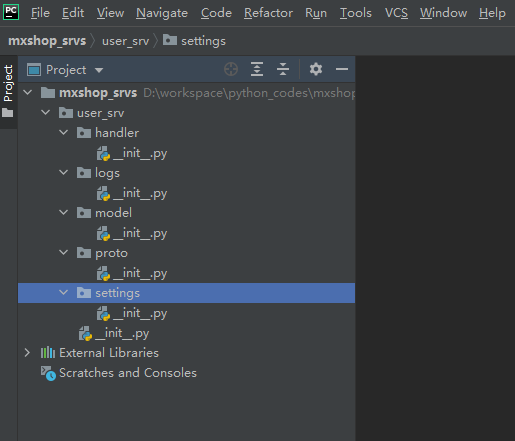 PC File Edit View Navigate Code Refactor Run Tools VCS Window Help
mxshop_srvs user_srv settings
Project
Project
mxshop_srvs D:\workspace\python_codes\mxshop
user_srv
handler
__init__.py
logs
__init__.py
model
__init__.py
proto
__init__.py
settings
__init__.py
__init__.py
External Libraries
Scratches and Consoles